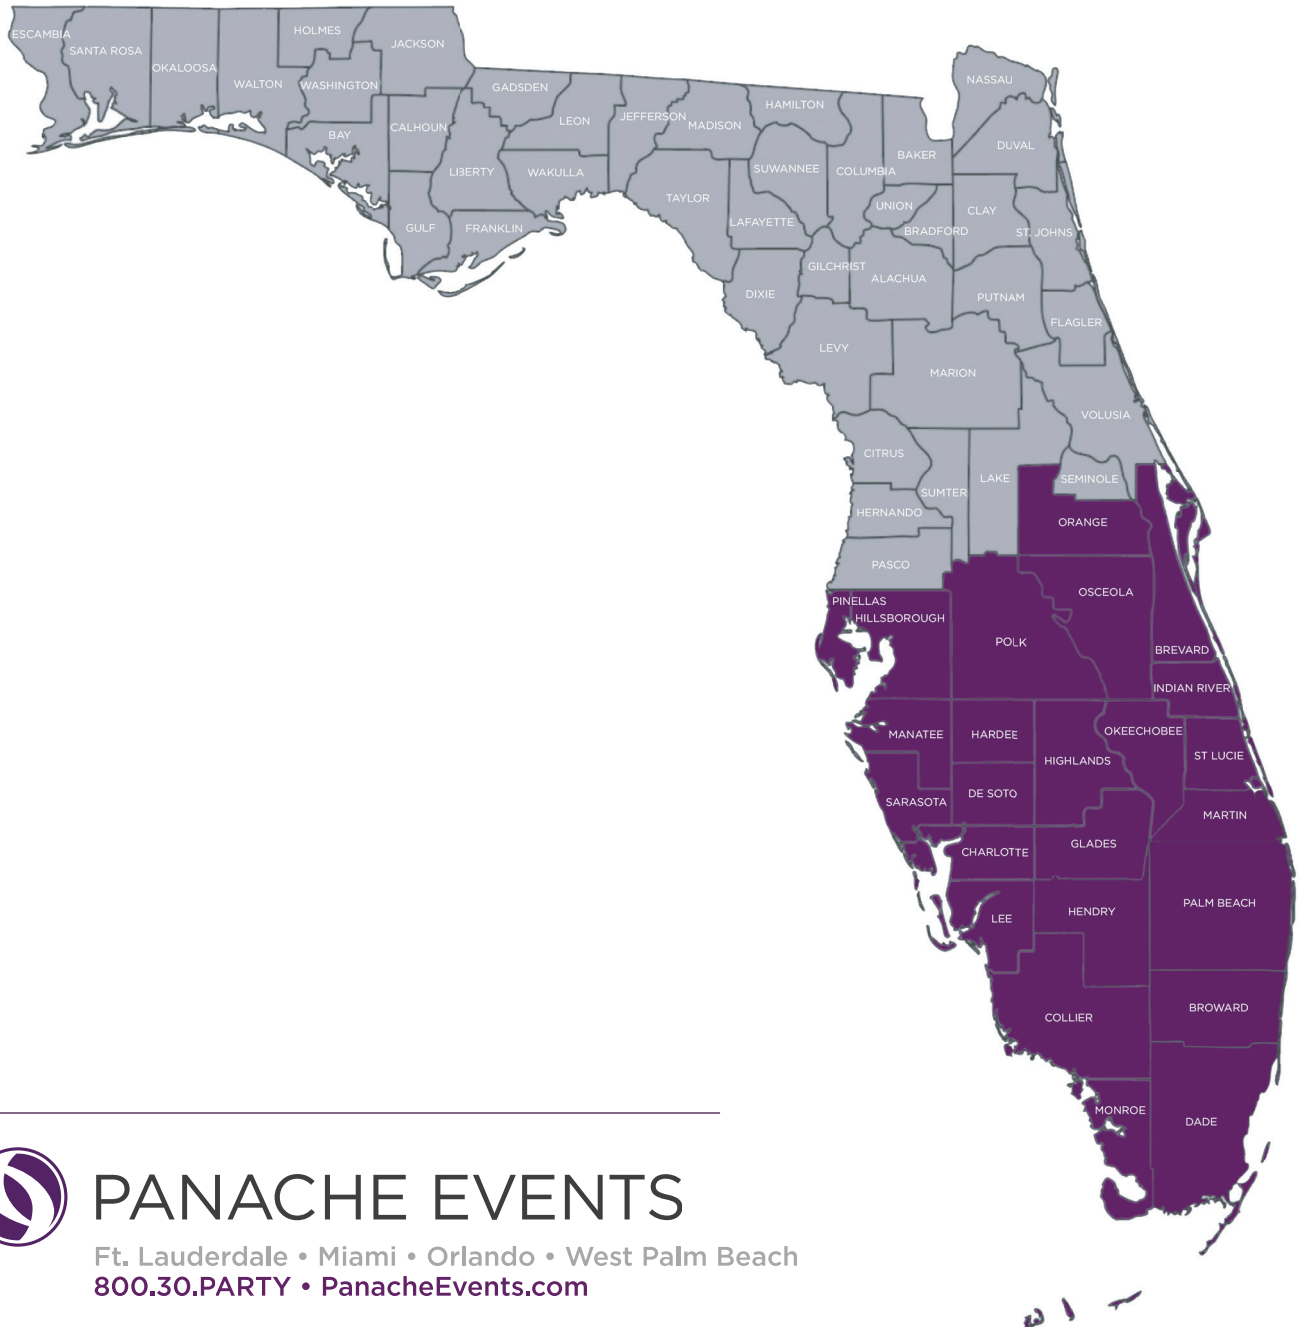 ESCAMBIA
SANTA ROSA
OKALOOSA
WALTON
HOLMES
WASHINGTON
JACKSON
BAY
CALHOUN
GULF
LIBERTY
FRANKLIN
GADSDEN
LEON
WAKULLA
JEFFERSON
MADISON
TAYLOR
HAMILTON
SUWANNEE
LAFAYETTE
DIXIE
COLUMBIA
GILCHRIST
BAKER
UNION
BRADFORD
ALACHUA
NASSAU
DUVAL
CLAY
ST. JOHNS
PUTNAM
FLAGLER
LEVY
MARION
VOLUSIA
CITRUS
SUMTER
LAKE
SEMINOLE
HERNANDO
PASCO
ORANGE
PINELLAS
HILLSBOROUGH
POLK
OSCEOLA
BREVARD
INDIAN RIVER
MANATEE
HARDEE
HIGHLANDS
OKEECHOBEE
ST LUCIE
SARASOTA
DE SOTO
MARTIN
CHARLOTTE
GLADES
LEE
HENDRY
PALM BEACH
COLLIER
BROWARD
MONROE
DADE
PANACHE EVENTS
Ft. Lauderdale • Miami • Orlando • West Palm Beach
800.30.PARTY • PanacheEvents.com